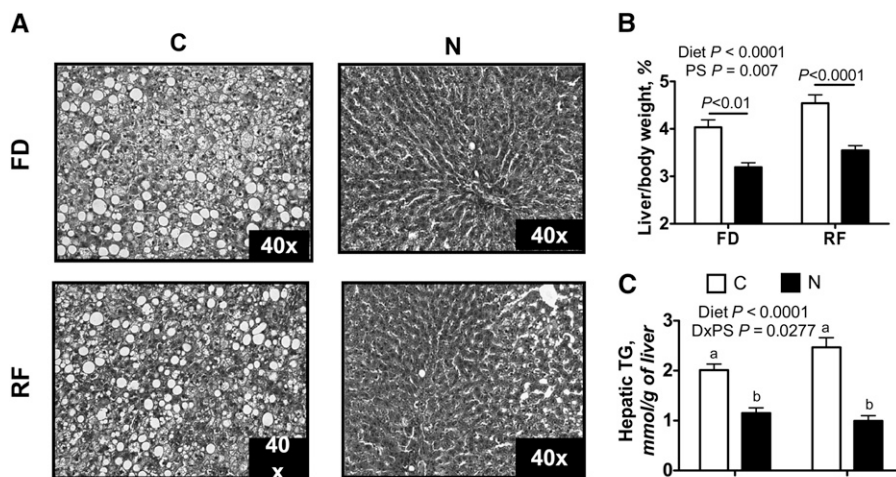 A
C
N
FD
40x
40x
RF
40
x
40x
B
Diet P < 0.0001
PS P = 0.007
P<0.0001
P<0.01
Liver/body weight, %
5
4
3
2
FD
RF
C
C
N
Diet P < 0.0001
DxPS P = 0.0277
a
a
b
b
Hepatic TG,
mmol/g of liver
3
2
1
0